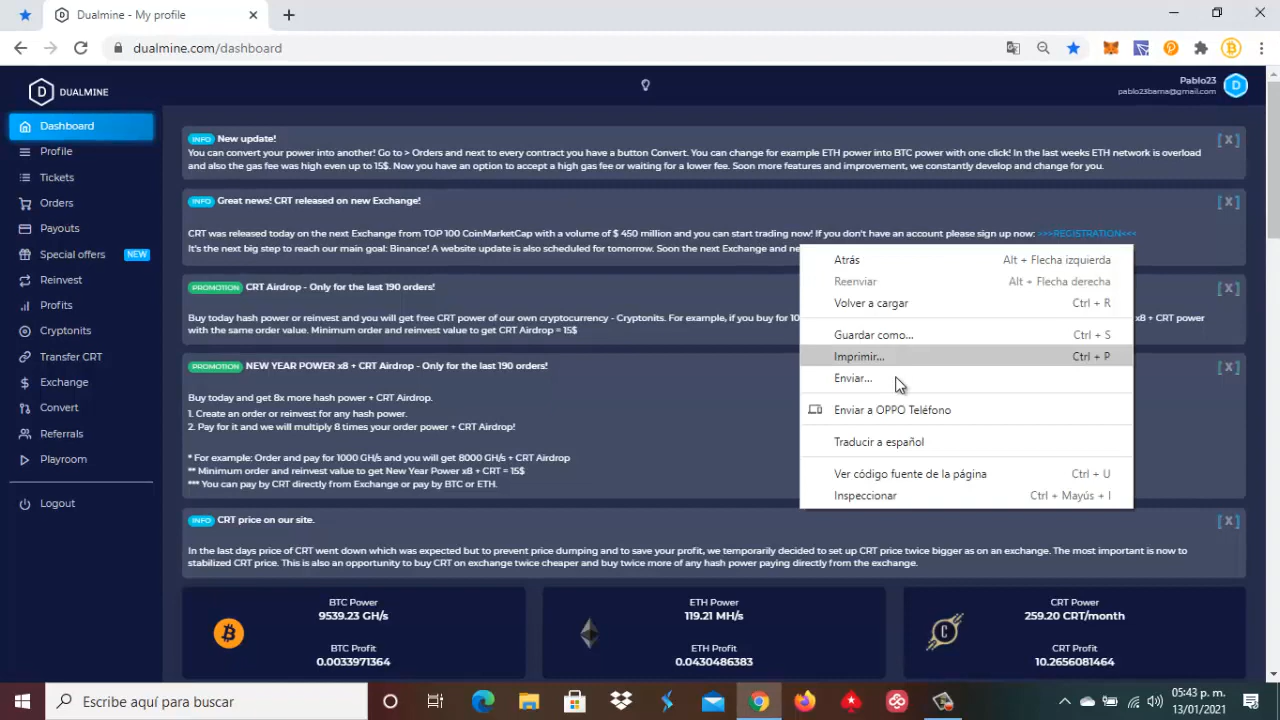 Dualmine - My profile
dualmine.com/dashboard
D DUALMINE
Pablo23
pablo23bama@gmail.com
D
Dashboard
Profile
Tickets
Orders
Payouts
Special offers NEW
Reinvest
Profits
Cryptonits
Transfer CRT
Exchange
Convert
Referrals
Playroom
Logout
INFO New update! [X]
You can convert your power into another! Go to > Orders and next to every contract you have a button Convert. You can change for example ETH power into BTC power with one click! In the last weeks ETH network is overload
and also the gas fee was high even up to 15$. Now you have an option to accept a high gas fee or waiting for a lower fee. Soon more features and improvement, we constantly develop and change for you.
INFO Great news! CRT released on new Exchange! [X]
CRT was released today on the next Exchange from TOP 100 CoinMarketCap with a volume of $ 450 million and you can start trading now! If you don't have an account please sign up now: >>>REGISTRATION<<<
It's the next big step to reach our main goal: Binance! A website update is also scheduled for tomorrow. Soon the next Exchange and ne
PROMOTION CRT Airdrop - Only for the last 190 orders! [X]
Buy today hash power or reinvest and you will get free CRT power of our own cryptocurrency - Cryptonits. For example, if you buy for 10 x8 + CRT power
with the same order value. Minimum order and reinvest value to get CRT Airdrop = 15$
PROMOTION NEW YEAR POWER x8 + CRT Airdrop - Only for the last 190 orders! [X]
Buy today and get 8x more hash power + CRT Airdrop.
1. Create an order or reinvest for any hash power.
2. Pay for it and we will multiply 8 times your order power + CRT Airdrop!
* For example: Order and pay for 1000 GH/s and you will get 8000 GH/s + CRT Airdrop
** Minimum order and reinvest value to get New Year Power x8 + CRT = 15$
*** You can pay by CRT directly from Exchange or pay by BTC or ETH.
INFO CRT price on our site. [X]
In the last days price of CRT went down which was expected but to prevent price dumping and to save your profit, we temporarily decided to set up CRT price twice bigger as on an exchange. The most important is now to
stabilized CRT price. This is also an opportunity to buy CRT on exchange twice cheaper and buy twice more of any hash power paying directly from the exchange.
BTC Power
9539.23 GH/s
BTC Profit
0.0033971364
ETH Power
119.21 MH/s
ETH Profit
0.0430486383
CRT Power
259.20 CRT/month
CRT Profit
10.2656081464
Atrás Alt + Flecha izquierda
Reenviar Alt + Flecha derecha
Volver a cargar Ctrl + R
Guardar como... Ctrl + S
Imprimir... Ctrl + P
Enviar...
Enviar a OPPO Teléfono
Traducir a español
Ver código fuente de la página Ctrl + U
Inspeccionar Ctrl + Mayús + I
Escribe aquí para buscar
05:43 p. m.
13/01/2021